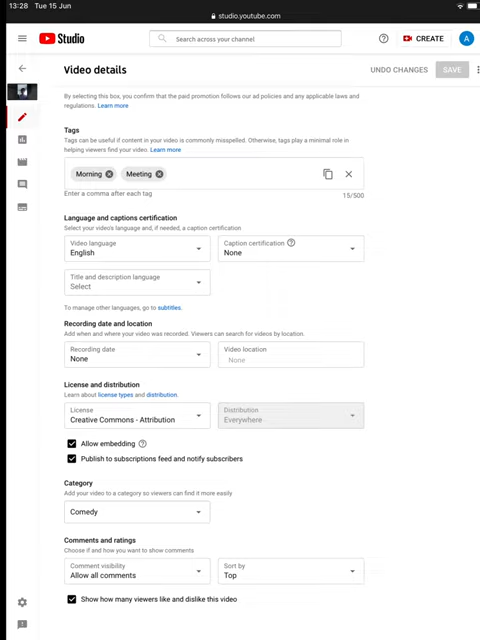 13:28 Tue 15 Jun
studio.youtube.com
Studio
Search across your channel
CREATE
A
Video details
UNDO CHANGES
SAVE
By selecting this box, you confirm that the paid promotion follows our ad policies and any applicable laws and
regulations. Learn more
Tags
Tags can be useful if content in your video is commonly misspelled. Otherwise, tags play a minimal role in
helping viewers find your video. Learn more
Morning Meeting
Enter a comma after each tag
15/500
Language and captions certification
Select your video's language and, if needed, a caption certification
Video language
English
Caption certification
None
Title and description language
Select
To manage other languages, go to subtitles.
Recording date and location
Add when and where your video was recorded. Viewers can search for videos by location.
Recording date
None
Video location
None
License and distribution
Learn about license types and distribution.
License
Creative Commons - Attribution
Distribution
Everywhere
Allow embedding
Publish to subscriptions feed and notify subscribers
Category
Add your video to a category so viewers can find it more easily
Comedy
Comments and ratings
Choose if and how you want to show comments
Comment visibility
Allow all comments
Sort by
Top
Show how many viewers like and dislike this video